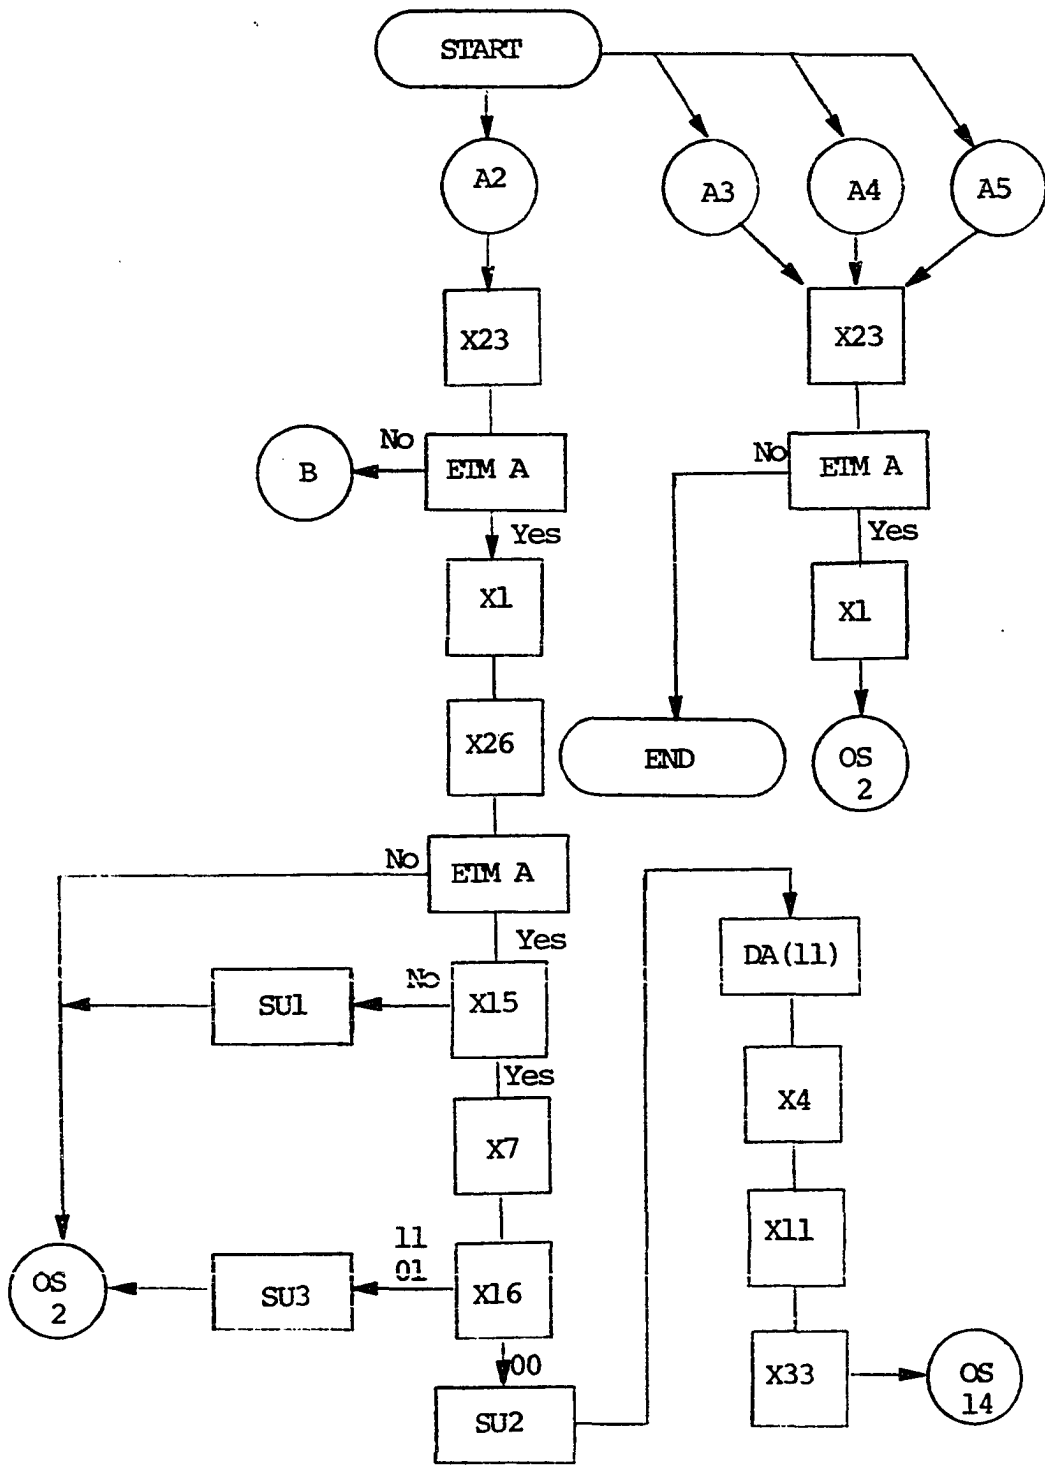 START
A2
A3
A4
A5
X23
X23
No
ETM A
B
No
ETM A
Yes
Yes
X1
X1
X26
END
OS
2
No
ETM A
Yes
DA(11)
No
SU1
X15
Yes
X4
X7
X11
11
01
OS
2
SU3
X16
00
X33
OS
14
SU2